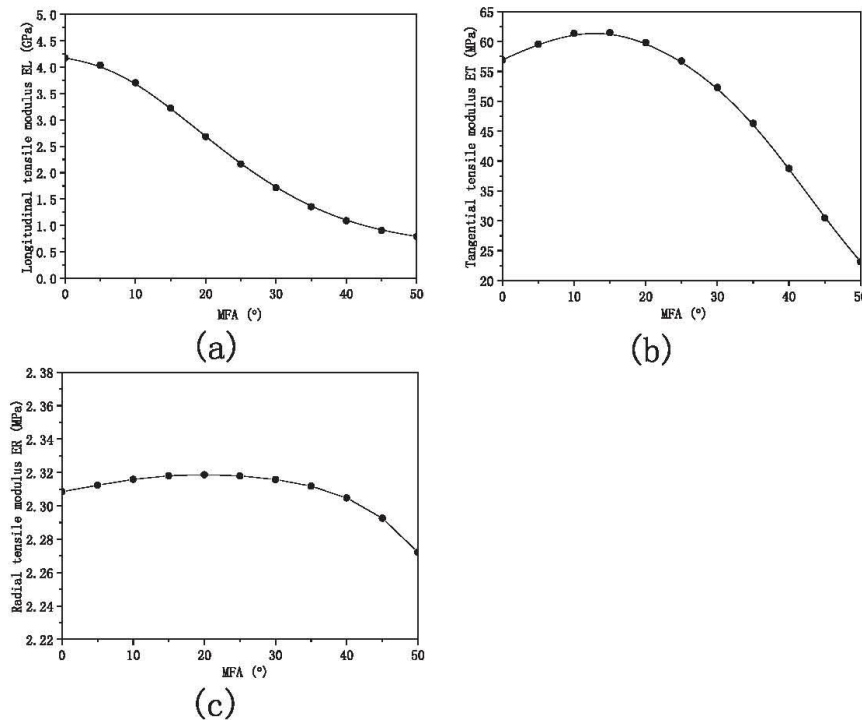 Longitudinal tensile modulus EL (GPa)
5.0
4.5
4.0
3.5
3.0
2.5
2.0
1.5
1.0
0.5
0.0
0 10 20 30 40 50
MFA (°)
(a)
Tangential tensile modulus ET (MPa)
65
60
55
50
45
40
35
30
25
20
0 10 20 30 40 50
MFA (°)
(b)
Radial tensile modulus ER (MPa)
2.38
2.36
2.34
2.32
2.30
2.28
2.26
2.24
2.22
0 10 20 30 40 50
MFA (°)
(c)